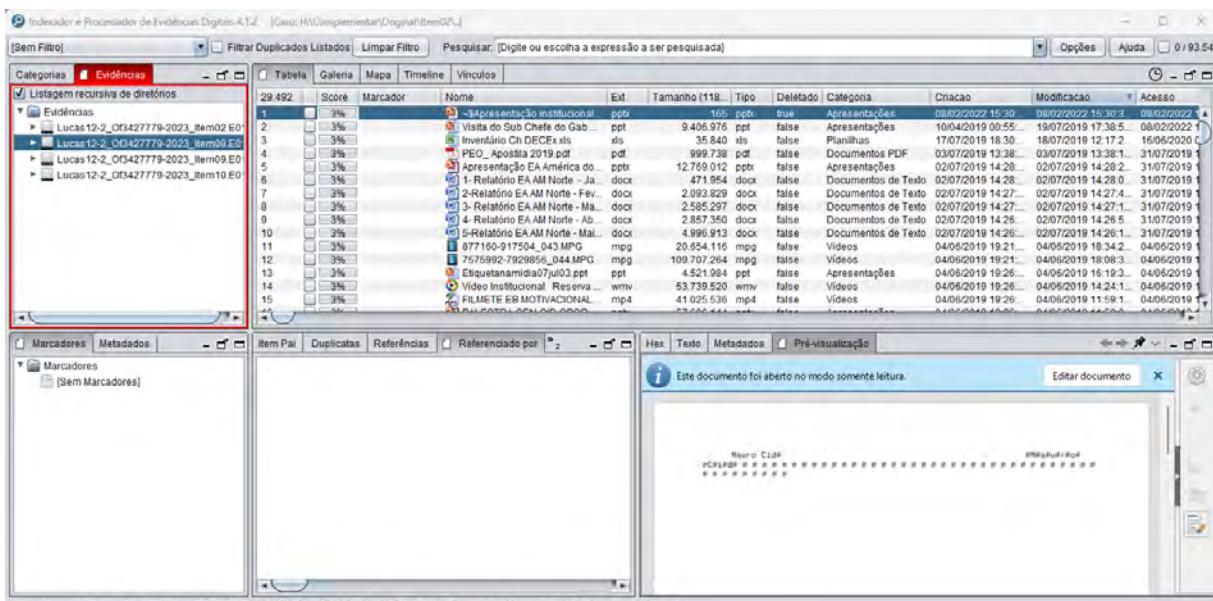 Indexador e Processador de Evidências Digitais 4.1.2 [Caso: H:\Complementar\Original\Item02\..]
[Sem Filtro] Filtrar Duplicados Listados Limpar Filtro Pesquisar: [Digite ou escolha a expressão a ser pesquisada] Opções Ajuda 0 / 93.54
Categorias Evidências
Listagem recursiva de diretórios
Evidências
Lucas12-2_Of3427779-2023_Item02.E0
Lucas12-2_Of3427779-2023_Item09.E0
Lucas12-2_Of3427779-2023_Item10.E0
Tabela Galeria Mapa Timeline Vínculos
29.492 Score Marcador Nome Ext Tamanho (118... Tipo Deletado Categoria Criacao Modificacao Acesso
1 3% ~$Apresentação institucional... pptx 165 pptx true Apresentações 08/02/2022 15:30:... 08/02/2022 15:30:3... 08/02/2022 1
2 3% Visita do Sub Chefe do Gab ... ppt 9.406.976 ppt false Apresentações 10/04/2019 00:55:... 19/07/2019 17:38:5... 08/02/2022 1
3 3% Inventário Ch DECEx.xls xls 35.840 xls false Planilhas 17/07/2019 18:30:... 18/07/2019 12:17:2... 16/06/2020
4 3% PEO_ Apostila 2019.pdf pdf 999.738 pdf false Documentos PDF 03/07/2019 13:38:... 03/07/2019 13:38:1... 31/07/2019 1
5 3% Apresentação EA América do... pptx 12.769.012 pptx false Apresentações 02/07/2019 14:28:... 02/07/2019 14:28:2... 31/07/2019 1
6 3% 1- Relatório EA AM Norte - Ja... docx 471.954 docx false Documentos de Texto 02/07/2019 14:28:... 02/07/2019 14:28:0... 31/07/2019 1
7 3% 2-Relatório EA AM Norte - Fev... docx 2.093.829 docx false Documentos de Texto 02/07/2019 14:27:... 02/07/2019 14:27:4... 31/07/2019 1
8 3% 3- Relatório EA AM Norte - Ma... docx 2.585.297 docx false Documentos de Texto 02/07/2019 14:27:... 02/07/2019 14:27:1... 31/07/2019 1
9 3% 4- Relatório EA AM Norte - Ab... docx 2.857.350 docx false Documentos de Texto 02/07/2019 14:26:... 02/07/2019 14:26:5... 31/07/2019 1
10 3% 5-Relatório EA AM Norte - Mai... docx 4.996.913 docx false Documentos de Texto 02/07/2019 14:26:... 02/07/2019 14:26:1... 31/07/2019 1
11 3% 877160-917504_043.MPG mpg 20.654.116 mpg false Vídeos 04/06/2019 19:21:... 04/06/2019 18:34:2... 04/06/2019 1
12 3% 7575992-7929856_044.MPG mpg 109.707.264 mpg false Vídeos 04/06/2019 19:21:... 04/06/2019 18:08:3... 04/06/2019 1
13 3% Etiquetanamidia07jul03.ppt ppt 4.521.984 ppt false Apresentações 04/06/2019 19:26:... 04/06/2019 16:19:3... 04/06/2019 1
14 3% Vídeo Institucional Reserva ... wmv 53.739.520 wmv false Vídeos 04/06/2019 19:26:... 04/06/2019 14:24:1... 04/06/2019 1
15 3% FILMETE EB MOTIVACIONAL... mp4 41.025.536 mp4 false Vídeos 04/06/2019 19:26:... 04/06/2019 11:59:1... 04/06/2019 1
Marcadores Metadados
Marcadores
[Sem Marcadores]
Item Pai Duplicatas Referências Referenciado por 2
Hex Texto Metadados Pré-visualização
Este documento foi aberto no modo somente leitura. Editar documento
Mauro Cid#